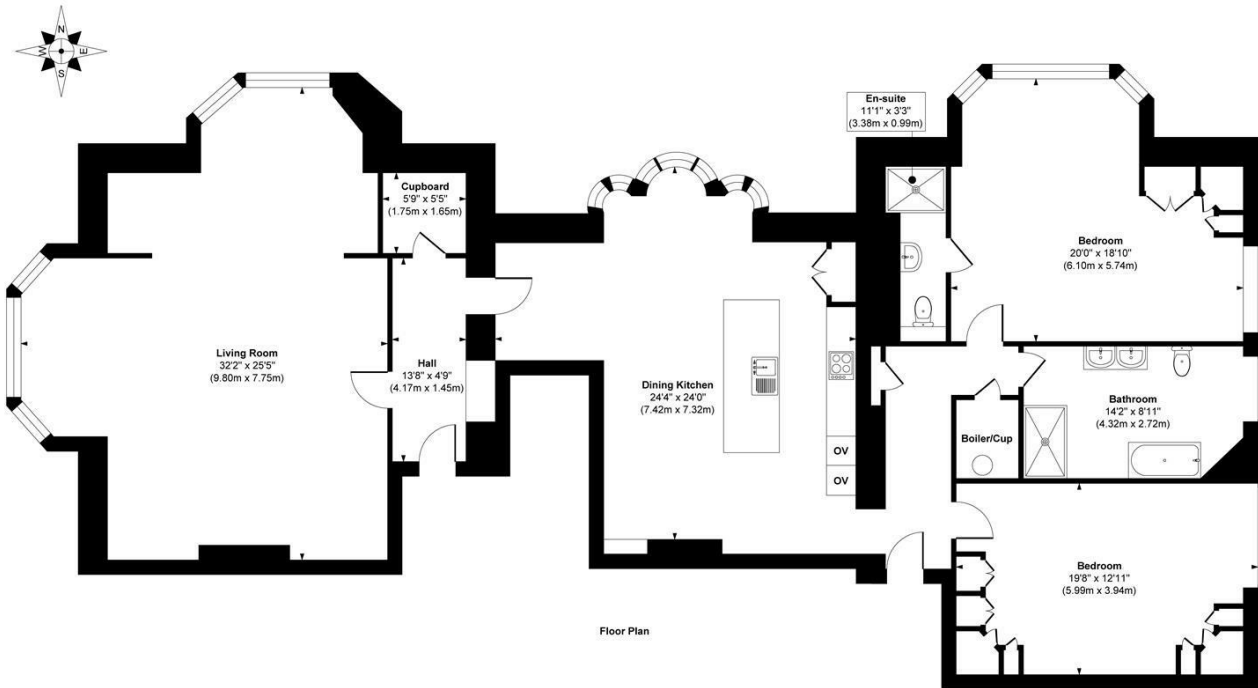 N
W
E
S
Cupboard
5'9" x 5'5"
(1.75m x 1.65m)
En-suite
11'1" x 3'3"
(3.38m x 0.99m)
Bedroom
20'0" x 18'10"
(6.10m x 5.74m)
Living Room
32'2" x 25'5"
(9.80m x 7.75m)
Hall
13'8" x 4'9"
(4.17m x 1.45m)
Dining Kitchen
24'4" x 24'0"
(7.42m x 7.32m)
OV
OV
Boiler/Cup
Bathroom
14'2" x 8'11"
(4.32m x 2.72m)
Bedroom
19'8" x 12'11"
(5.99m x 3.94m)
Floor Plan